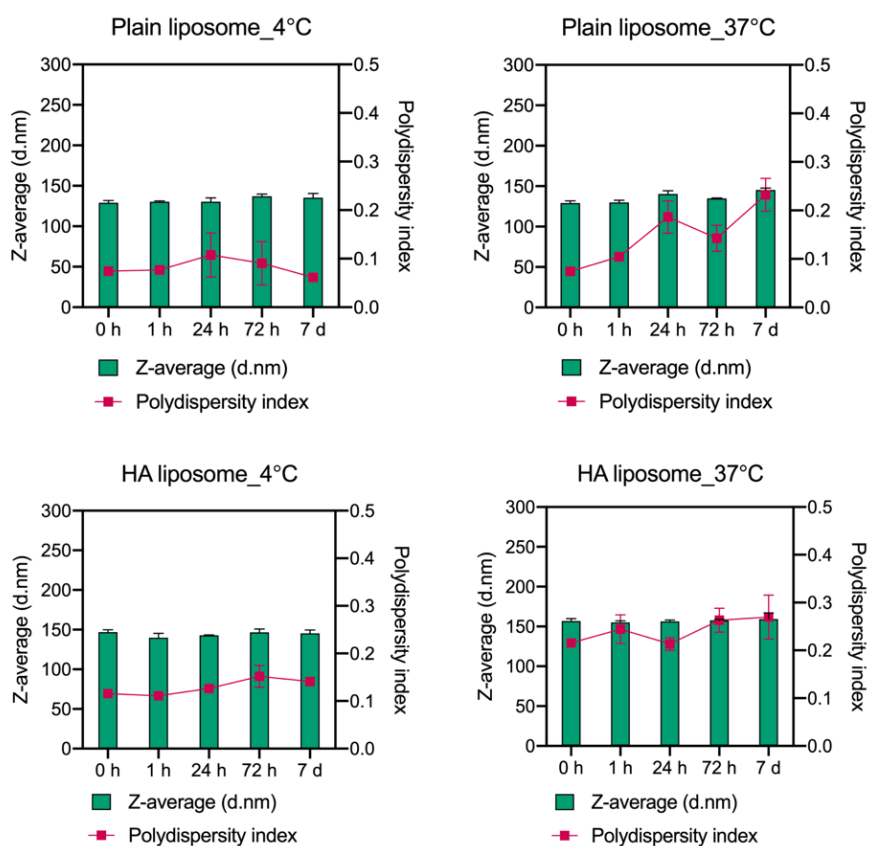 Plain liposome_4°C
300
250
200
150
100
50
0
Z-average (d.nm)
0.5
0.4
0.3
0.2
0.1
0.0
Polydispersity index
0 h 1 h 24 h 72 h 7 d
Z-average (d.nm)
Polydispersity index
Plain liposome_37°C
300
250
200
150
100
50
0
Z-average (d.nm)
0.5
0.4
0.3
0.2
0.1
0.0
Polydispersity index
0 h 1 h 24 h 72 h 7 d
Z-average (d.nm)
Polydispersity index
HA liposome_4°C
300
250
200
150
100
50
0
Z-average (d.nm)
0.5
0.4
0.3
0.2
0.1
0.0
Polydispersity index
0 h 1 h 24 h 72 h 7 d
Z-average (d.nm)
Polydispersity index
HA liposome_37°C
300
250
200
150
100
50
0
Z-average (d.nm)
0.5
0.4
0.3
0.2
0.1
0.0
Polydispersity index
0 h 1 h 24 h 72 h 7 d
Z-average (d.nm)
Polydispersity index